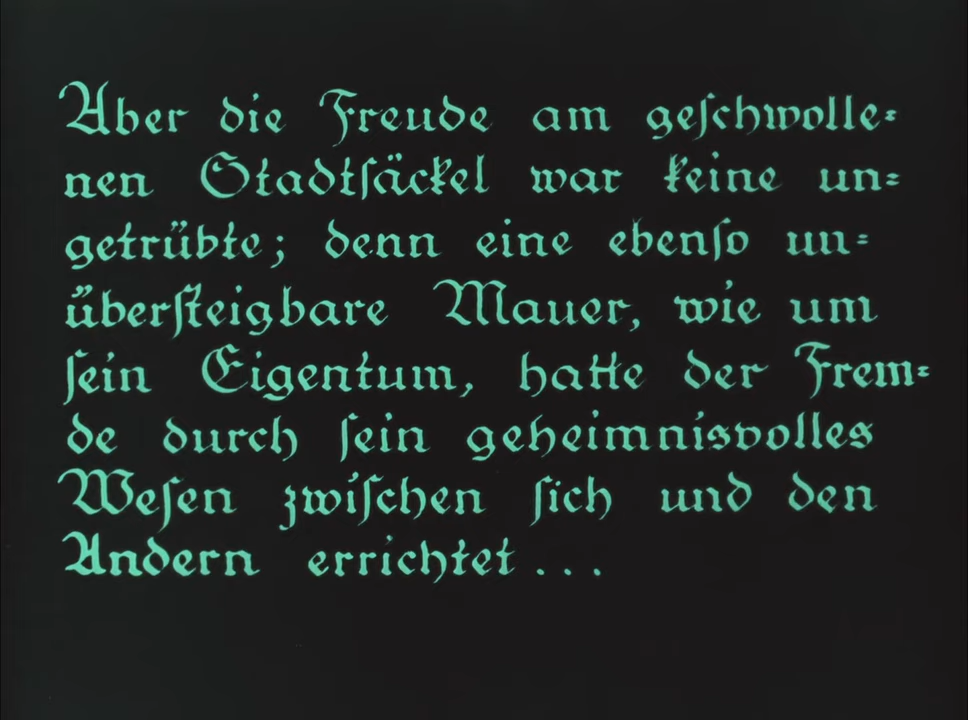 Aber die Freude am geſchwolle⸗
nen Stadtſäckel war keine un⸗
getrübte; denn eine ebenſo un⸗
überſteigbare Mauer, wie um
ſein Eigentum, hatte der Frem⸗
de durch ſein geheimnisvolles
Weſen zwiſchen ſich und den
Andern errichtet...